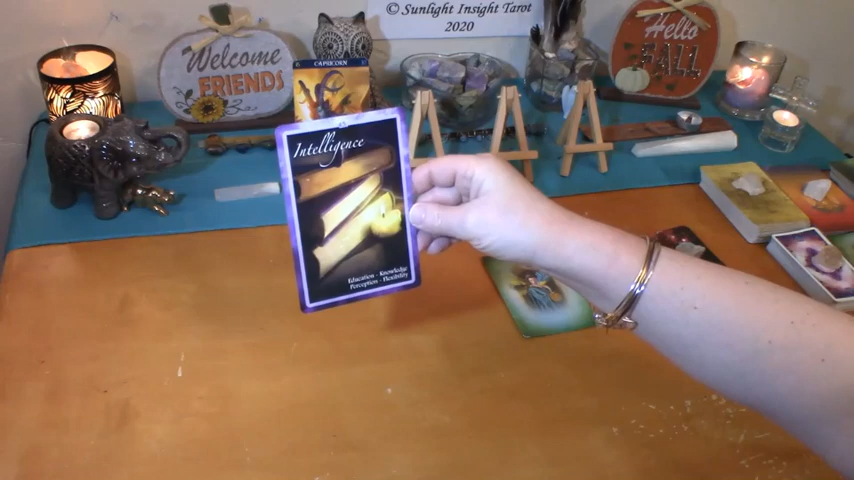 © Sunlight Insight Tarot
2020
Welcome
FRIENDS
Hello
FALL
CAPRICORN
Intelligence
Education - Knowledge
Perception - Flexibility